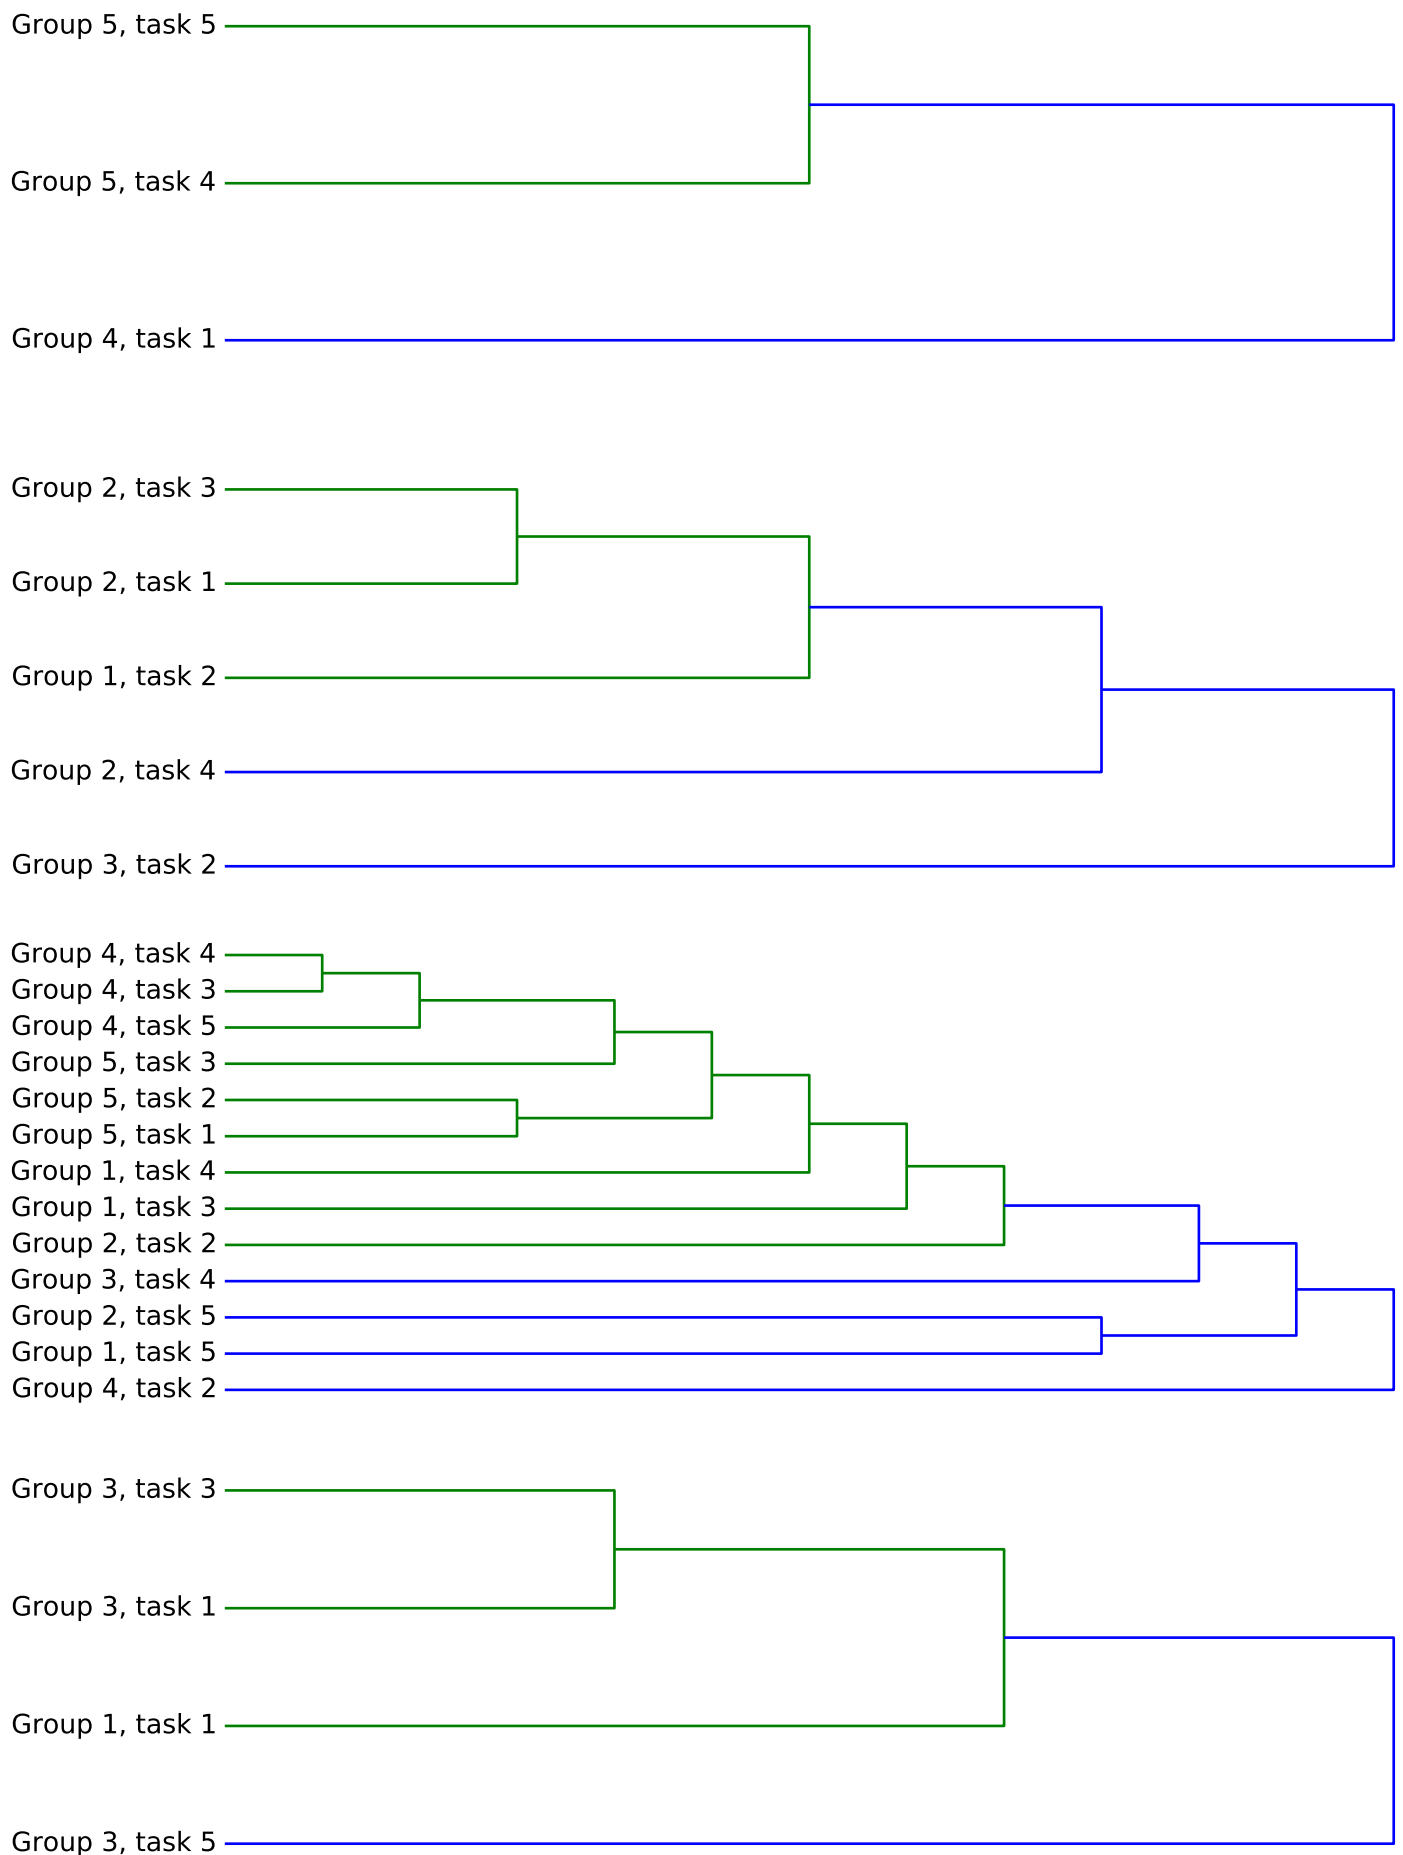 Group 5, task 5
Group 5, task 4
Group 4, task 1
Group 2, task 3
Group 2, task 1
Group 1, task 2
Group 2, task 4
Group 3, task 2
Group 4, task 4
Group 4, task 3
Group 4, task 5
Group 5, task 3
Group 5, task 2
Group 5, task 1
Group 1, task 4
Group 1, task 3
Group 2, task 2
Group 3, task 4
Group 2, task 5
Group 1, task 5
Group 4, task 2
Group 3, task 3
Group 3, task 1
Group 1, task 1
Group 3, task 5